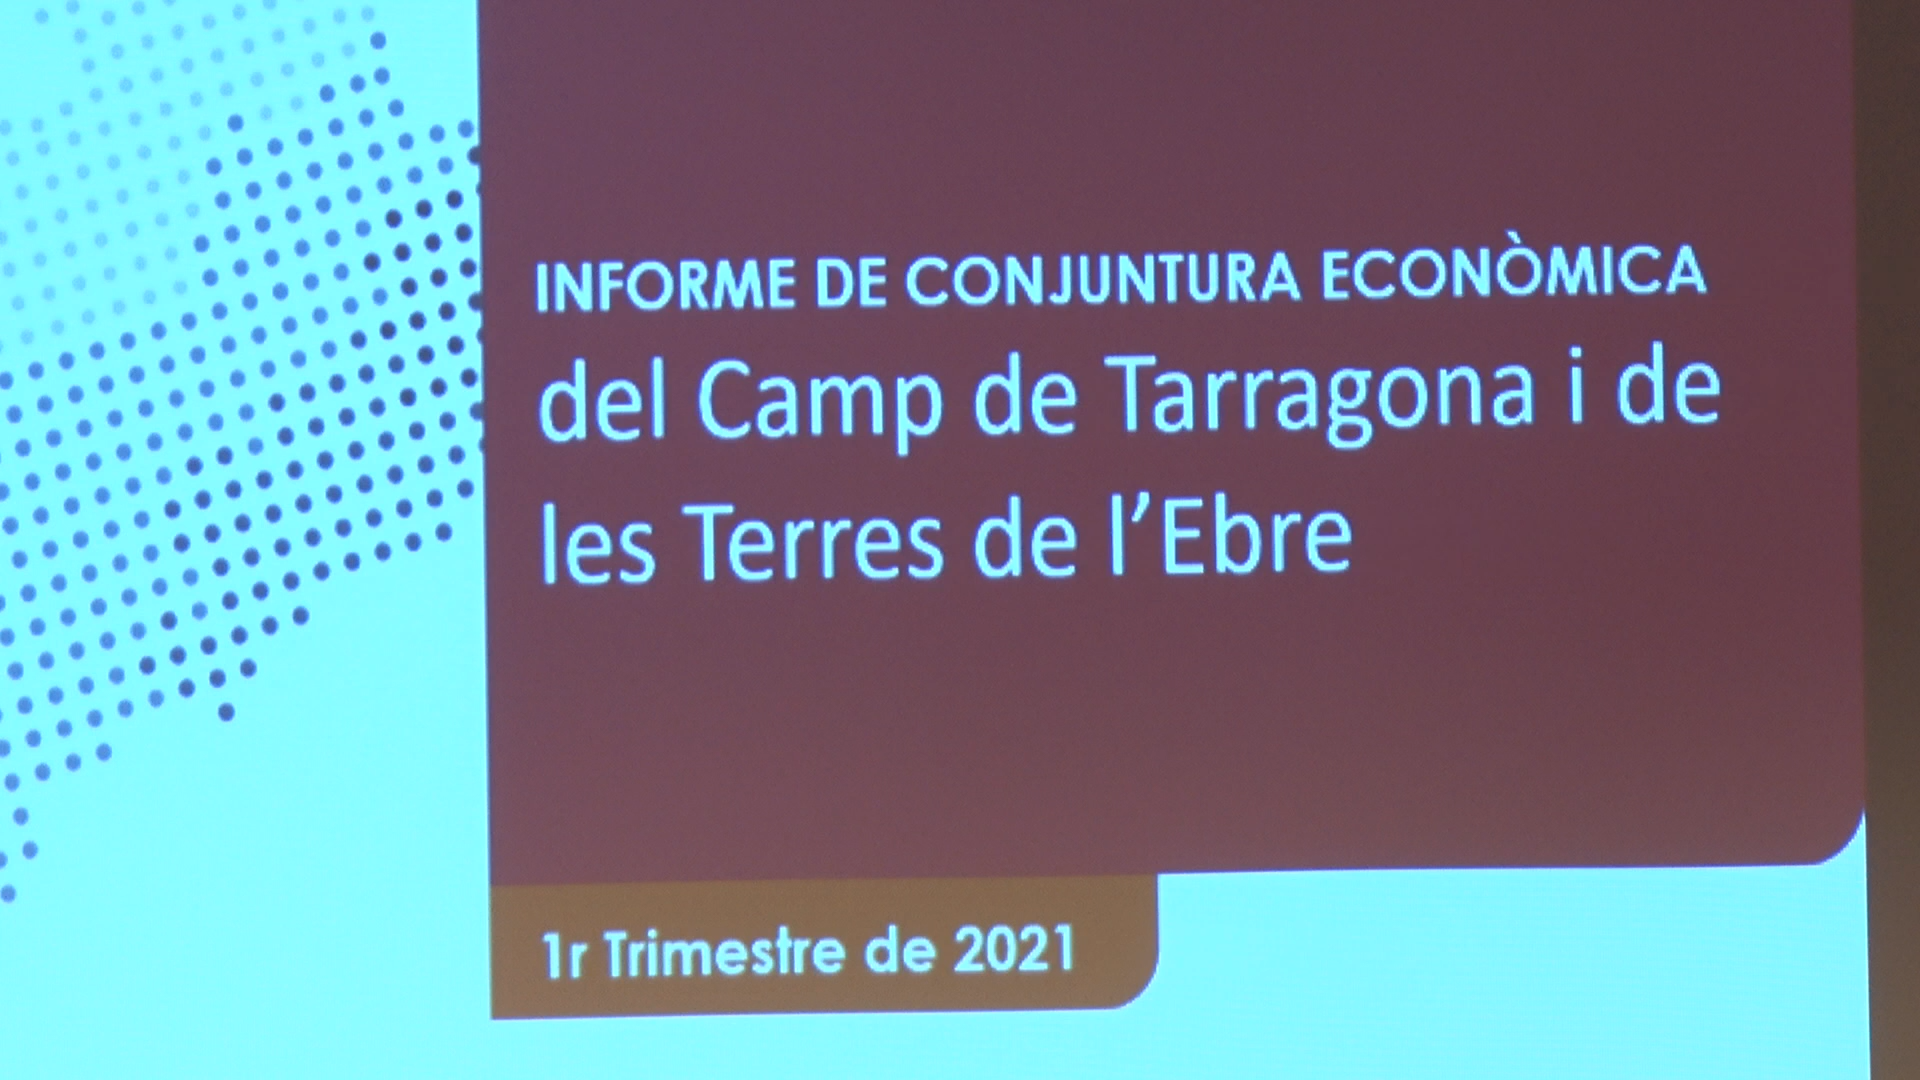 INFORME DE CONJUNTURA ECONÒMICA
del Camp de Tarragona i de
les Terres de l’Ebre
1r Trimestre de 2021